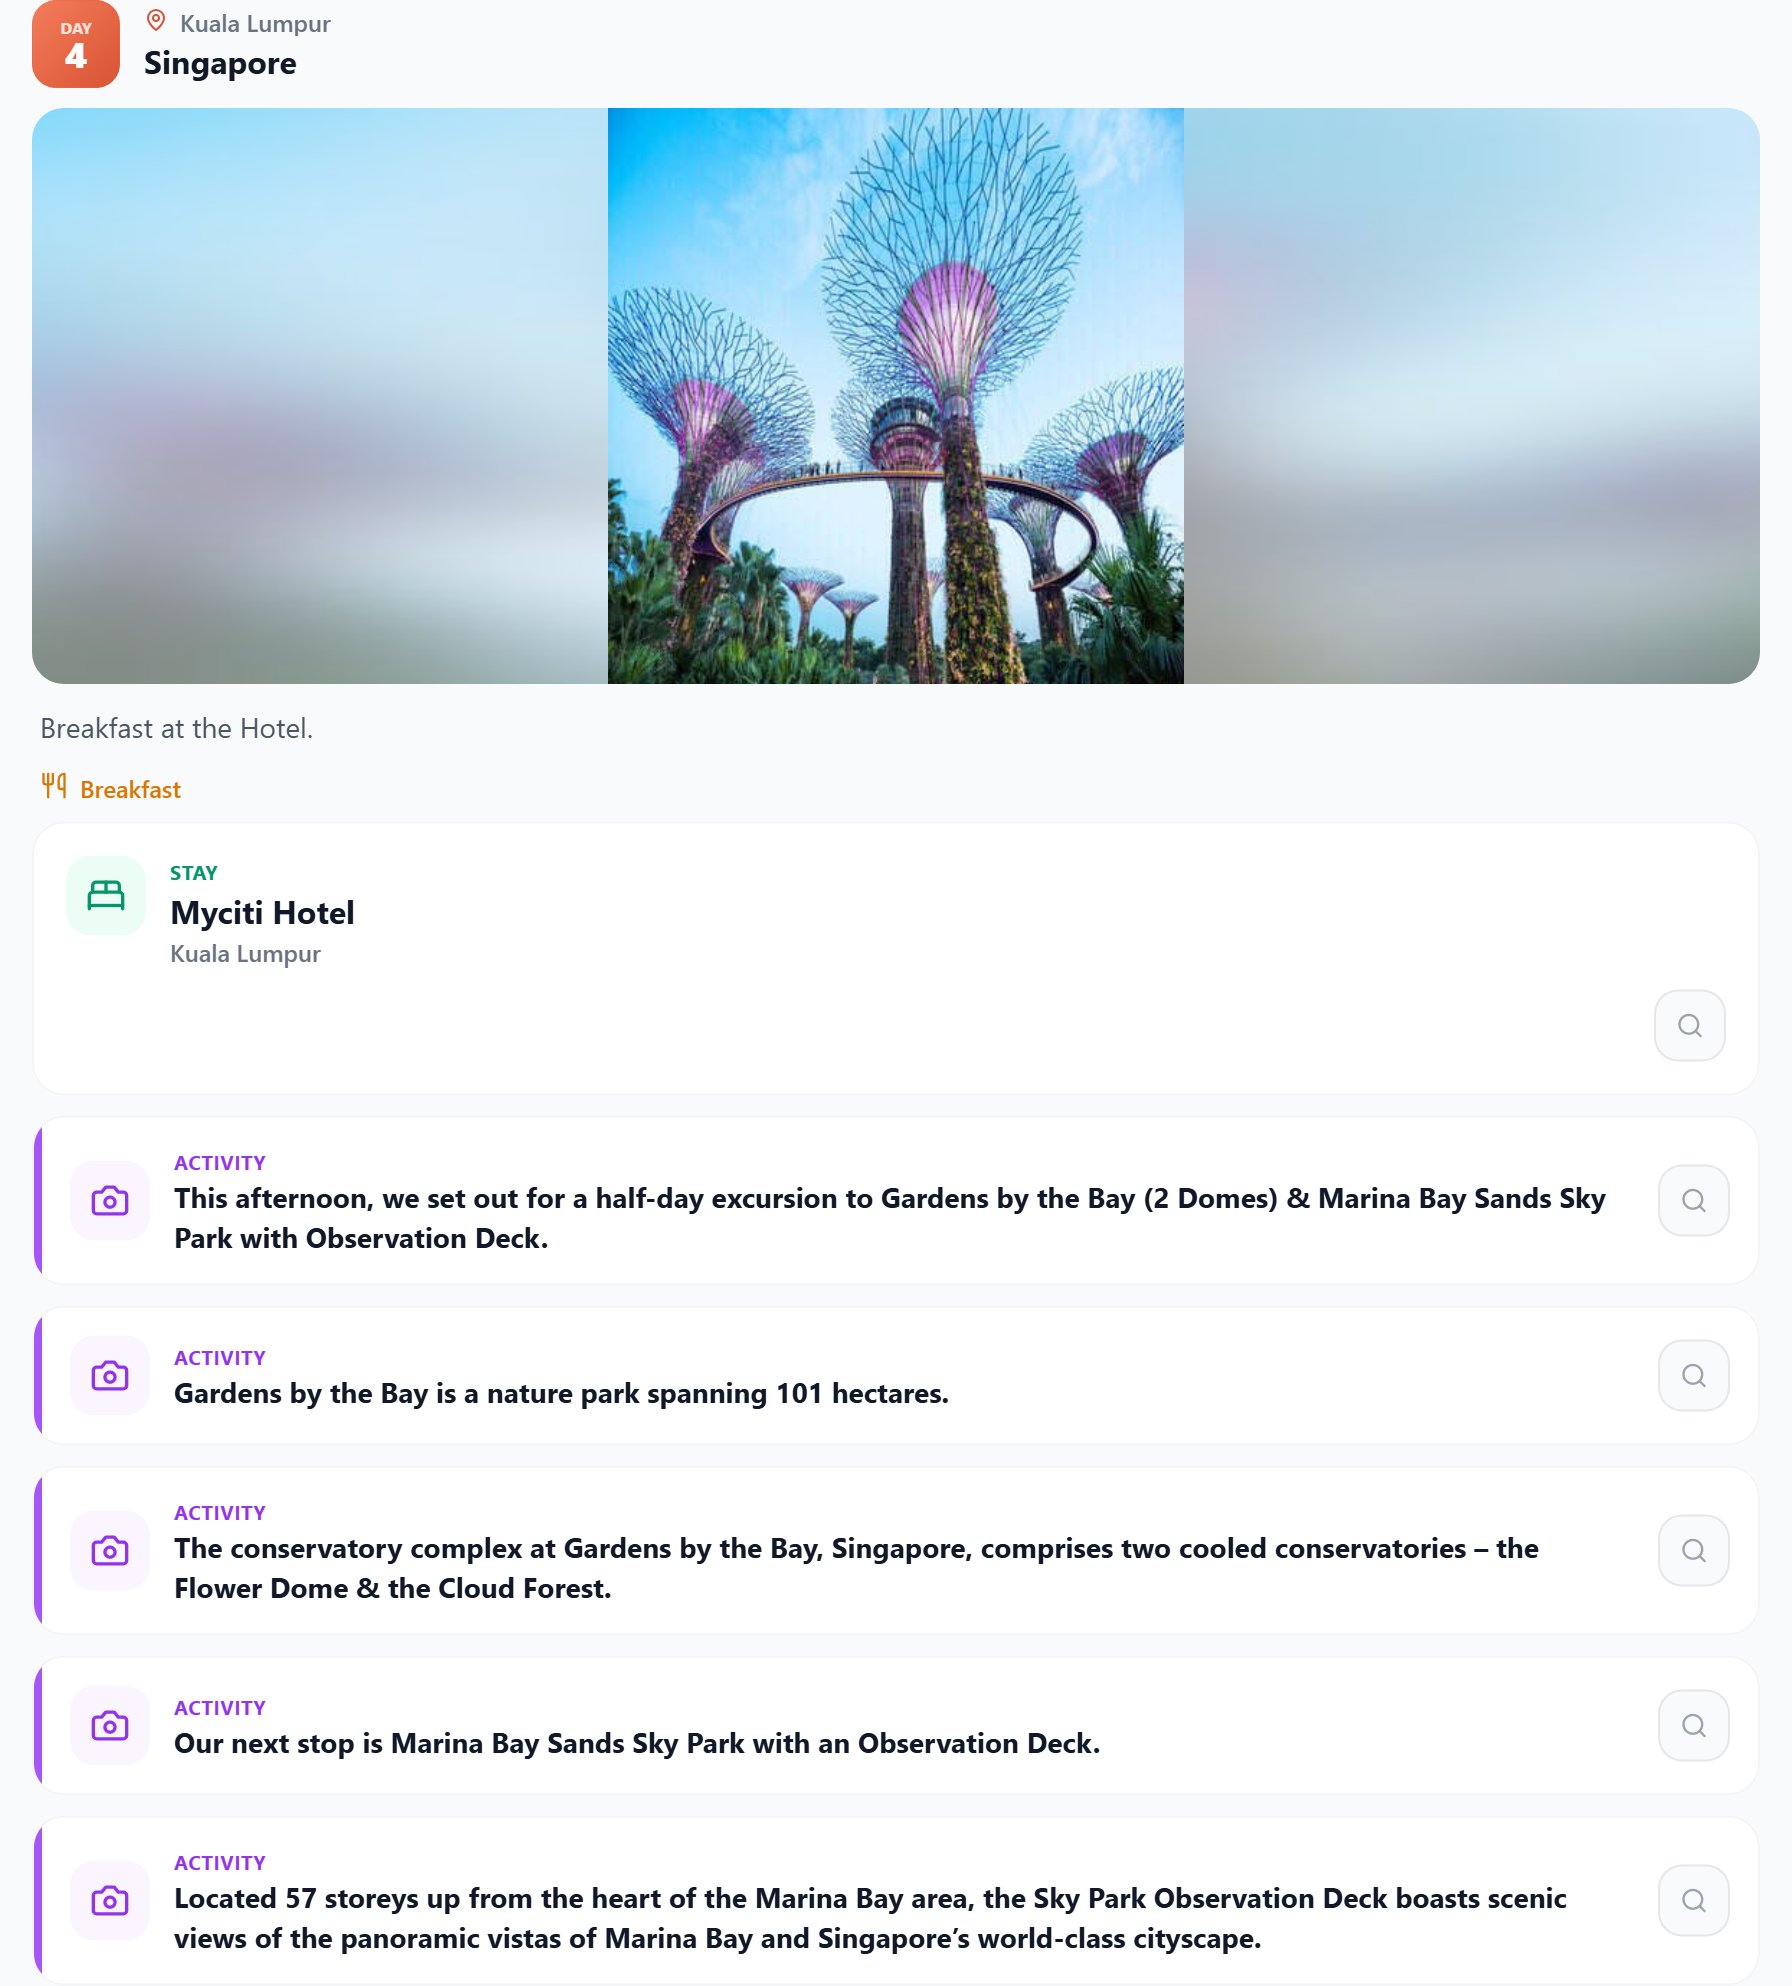 DAY
4
Kuala Lumpur
Singapore
Breakfast at the Hotel.
Breakfast
STAY
Myciti Hotel
Kuala Lumpur
ACTIVITY
This afternoon, we set out for a half-day excursion to Gardens by the Bay (2 Domes) & Marina Bay Sands Sky
Park with Observation Deck.
ACTIVITY
Gardens by the Bay is a nature park spanning 101 hectares.
ACTIVITY
The conservatory complex at Gardens by the Bay, Singapore, comprises two cooled conservatories – the
Flower Dome & the Cloud Forest.
ACTIVITY
Our next stop is Marina Bay Sands Sky Park with an Observation Deck.
ACTIVITY
Located 57 storeys up from the heart of the Marina Bay area, the Sky Park Observation Deck boasts scenic
views of the panoramic vistas of Marina Bay and Singapore’s world-class cityscape.